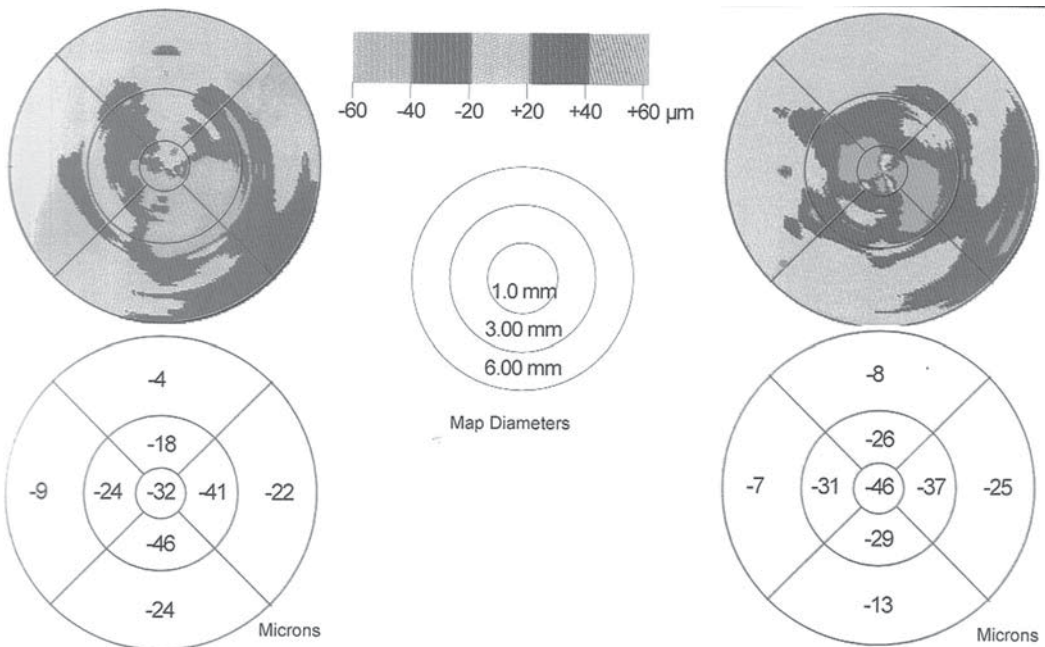 -60 -40 -20 +20 +40 +60 µm
1.0 mm
3.00 mm
6.00 mm
Map Diameters
-4
-18
-9 -24 -32 -41 -22
-46
-24
Microns
-8
-26
-7 -31 -46 -37 -25
-29
-13
Microns